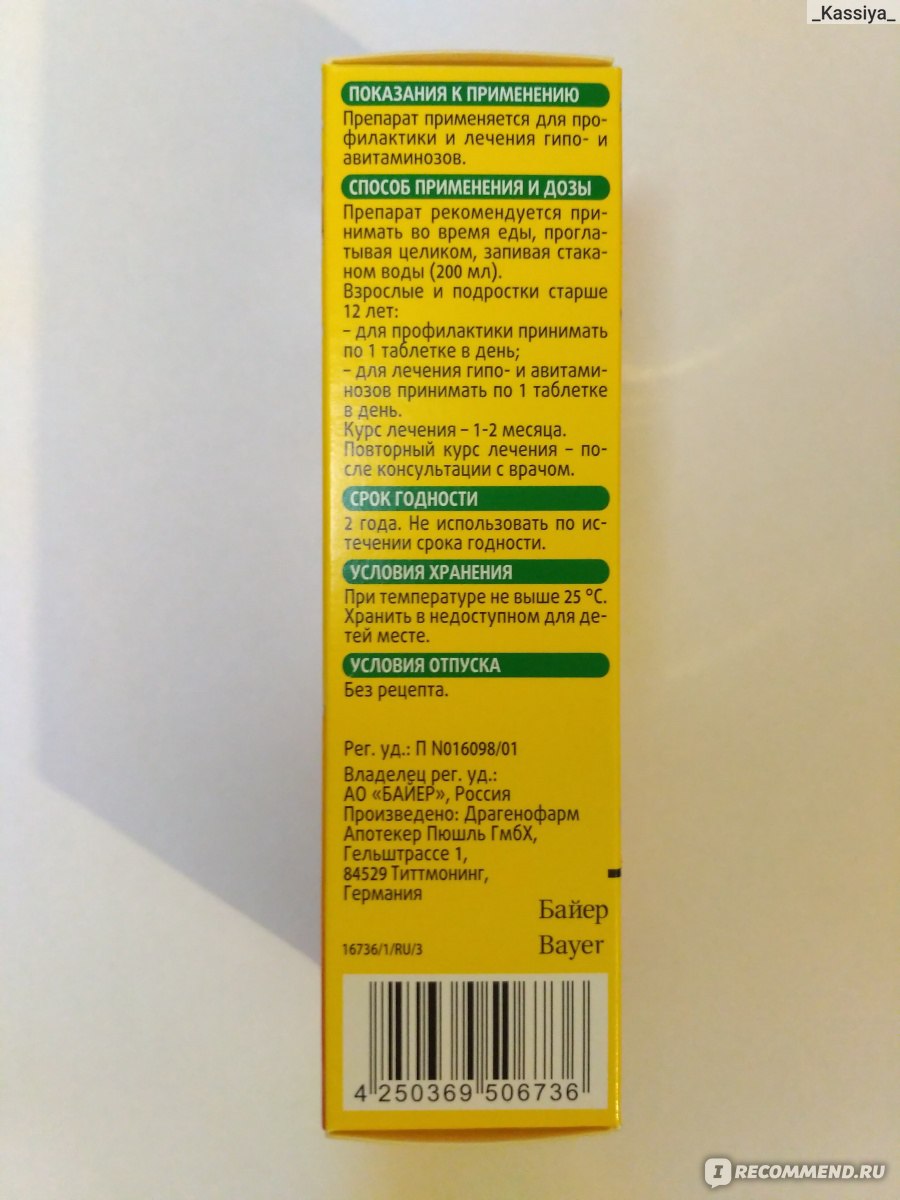 _Kassiya_
ПОКАЗАНИЯ К ПРИМЕНЕНИЮ
Препарат применяется для про-
филактики и лечения гипо- и
авитаминозов.
СПОСОБ ПРИМЕНЕНИЯ И ДОЗЫ
Препарат рекомендуется при-
нимать во время еды, прогла-
тывая целиком, запивая стака-
ном воды (200 мл).
Взрослые и подростки старше
12 лет:
– для профилактики принимать
по 1 таблетке в день;
– для лечения гипо- и авитами-
нозов принимать по 1 таблетке
в день.
Курс лечения – 1-2 месяца.
Повторный курс лечения – по-
сле консультации с врачом.
СРОК ГОДНОСТИ
2 года. Не использовать по ис-
течении срока годности.
УСЛОВИЯ ХРАНЕНИЯ
При температуре не выше 25 °C.
Хранить в недоступном для де-
тей месте.
УСЛОВИЯ ОТПУСКА
Без рецепта.
Рег. уд.: П N016098/01
Владелец рег. уд.:
АО «БАЙЕР», Россия
Произведено: Драгенофарм
Апотекер Пюшль ГмбХ,
Гельштрассе 1,
84529 Титтмонинг,
Германия
Байер
Bayer
16736/1/RU/3
4 250369 506736
IRECOMMEND.RU